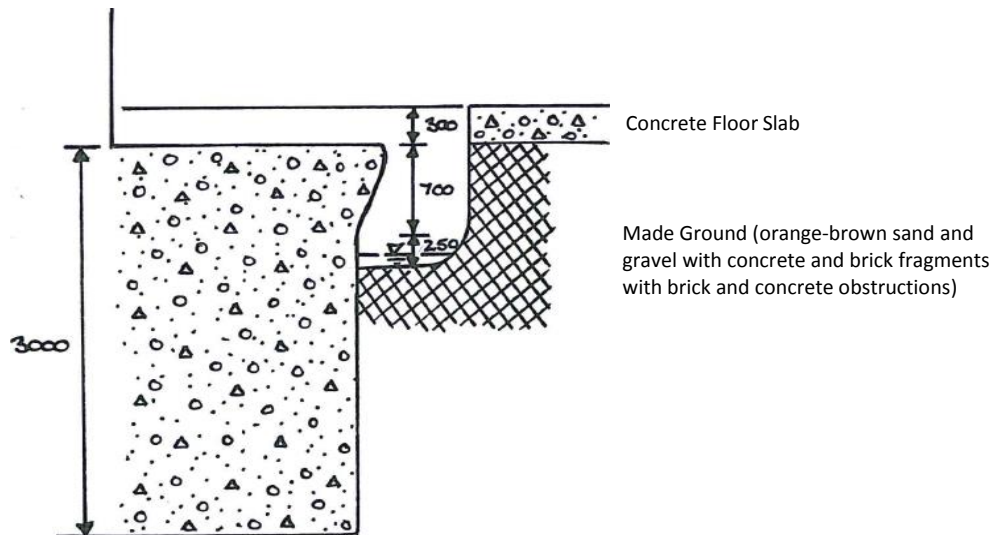 300
Concrete Floor Slab
700
Made Ground (orange-brown sand and
gravel with concrete and brick fragments
with brick and concrete obstructions)
250
3000